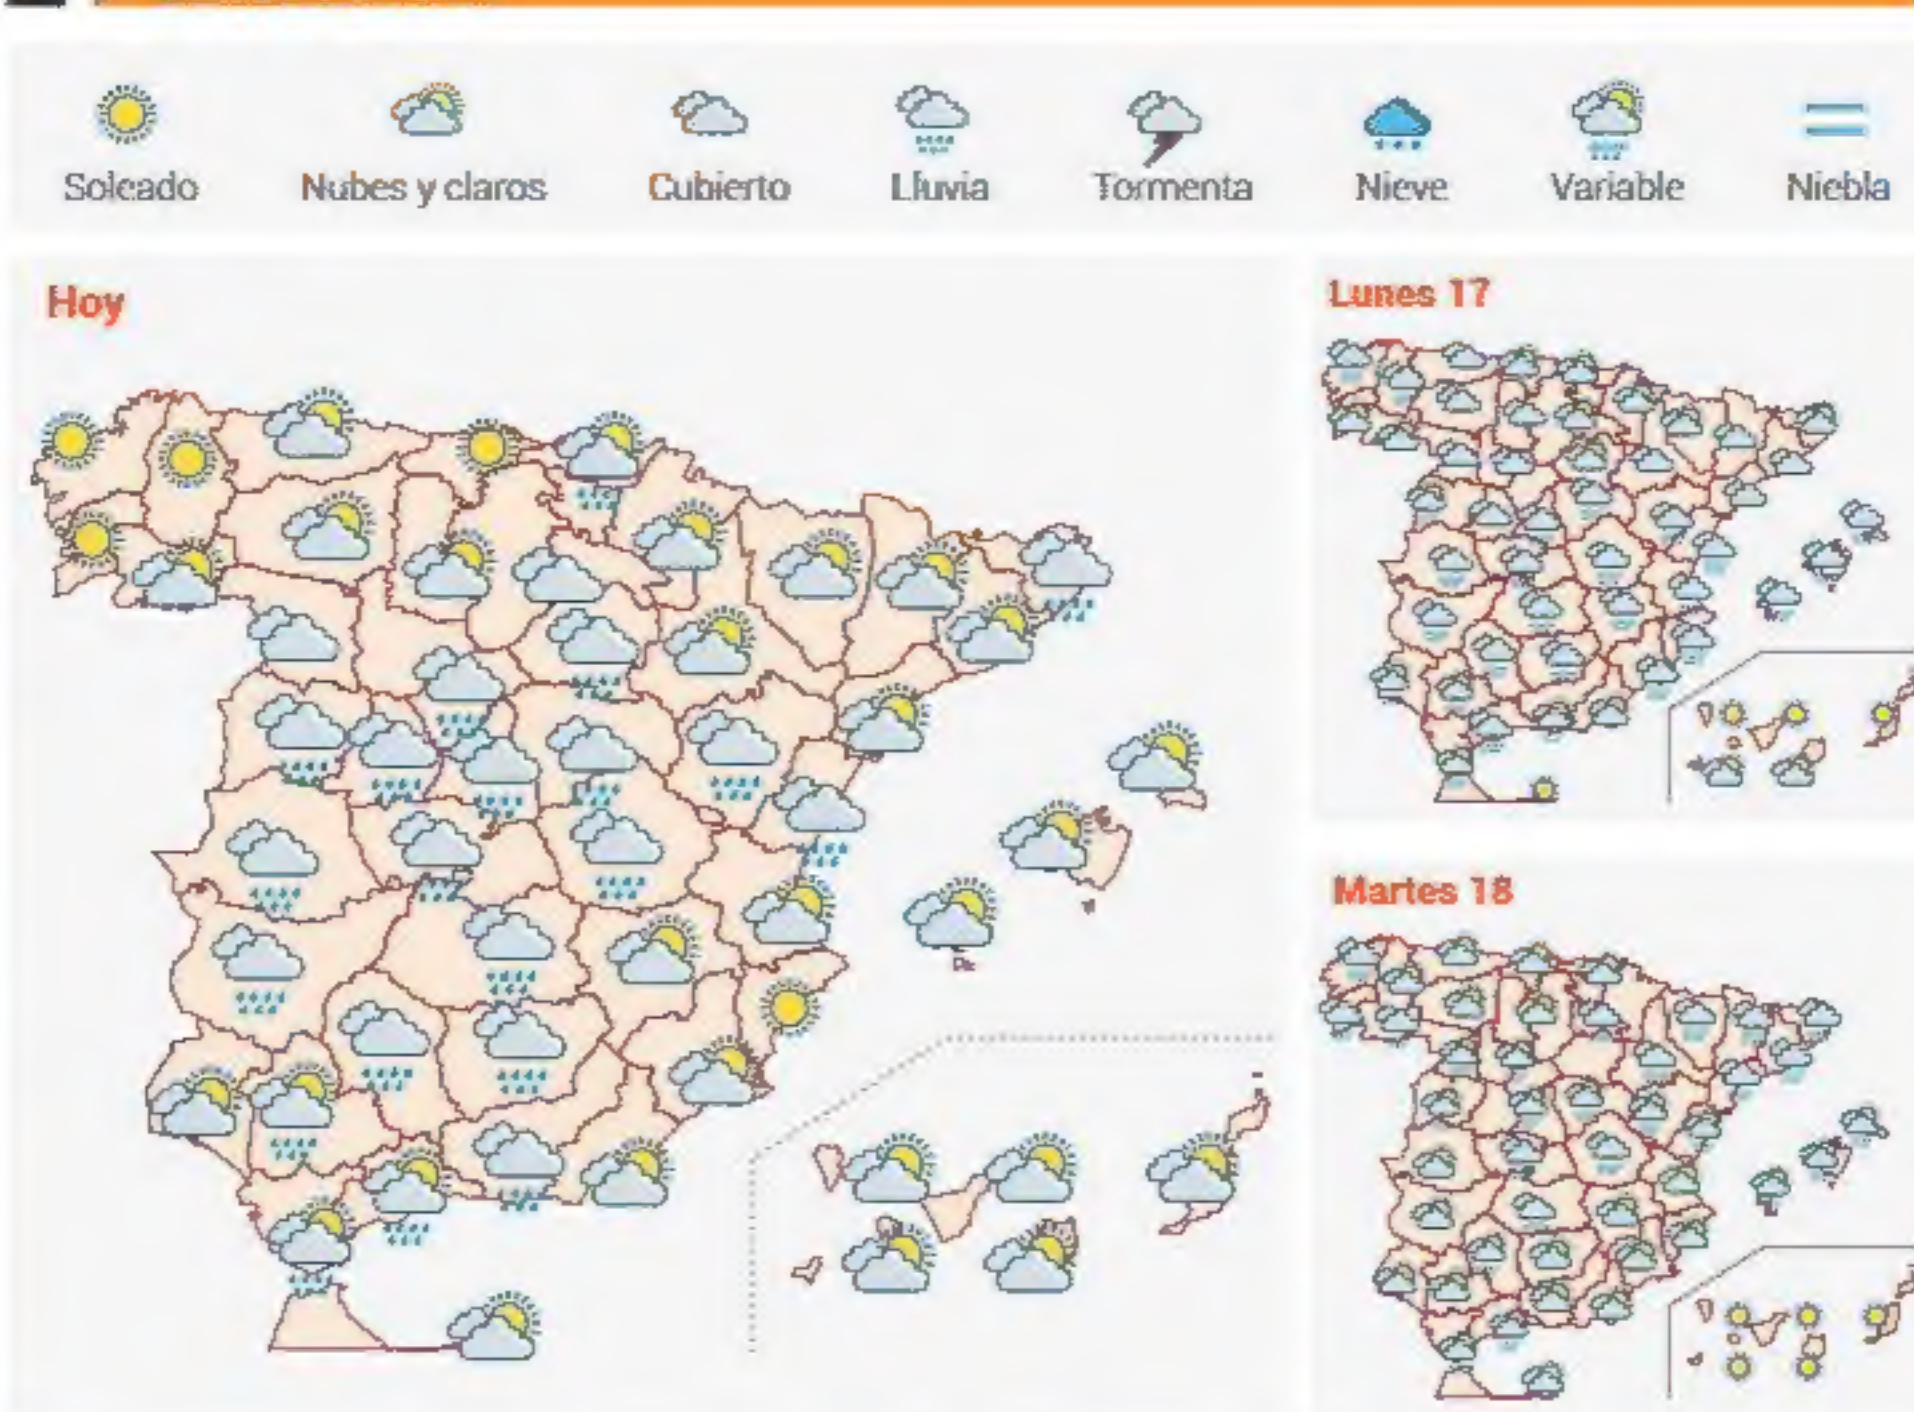 Soleado
Nubes y claros
Cubierto
Lluvia
Tormenta
Nieve
Variable
Niebla
Hoy
Lunes 17
Martes 18